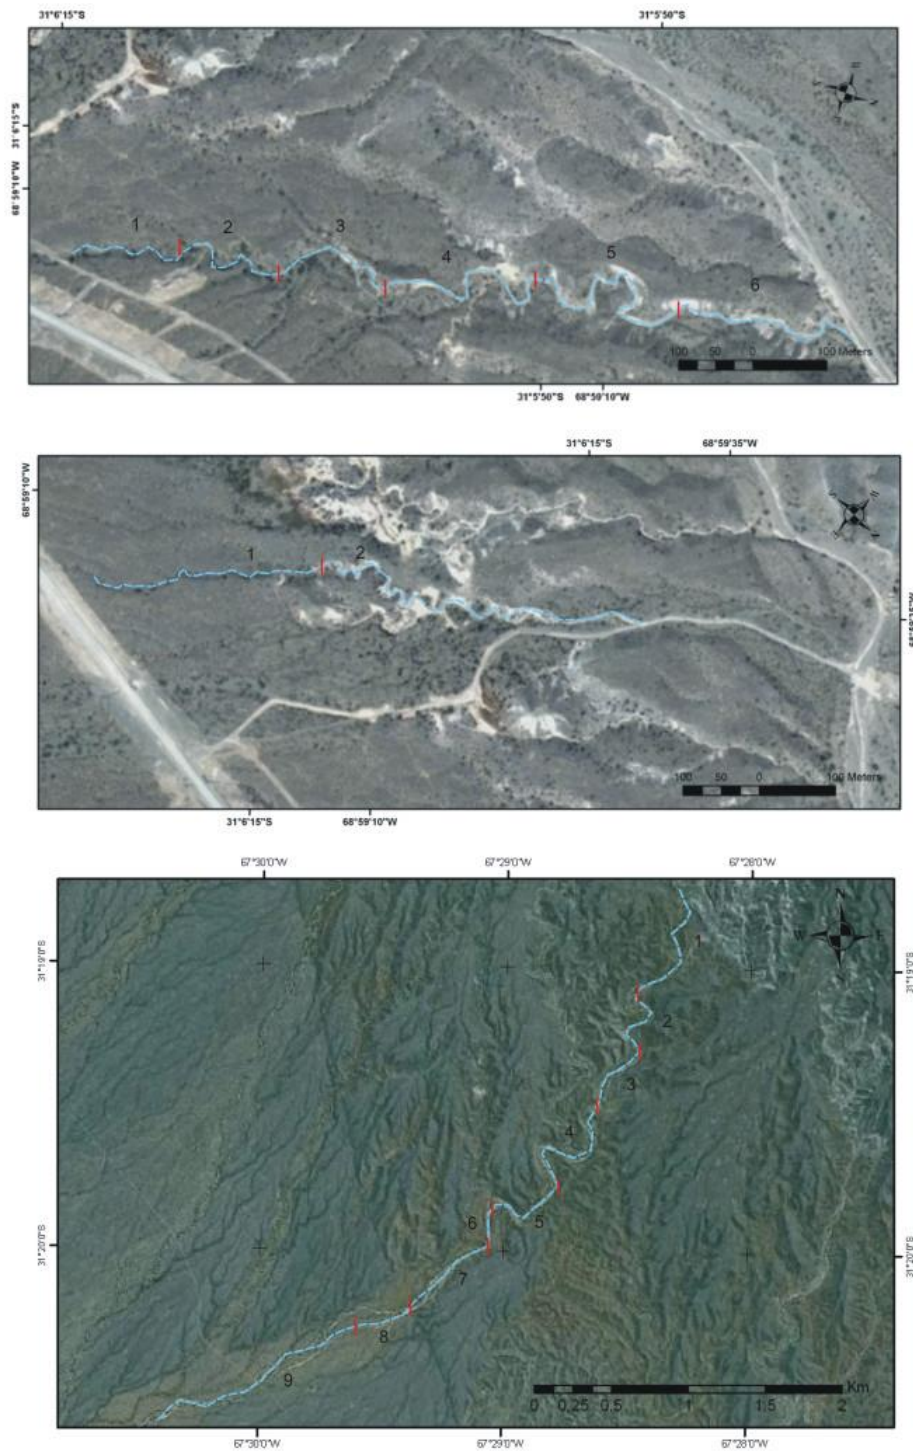 31°6'15"S 31°5'50"S
31°6'15"S
68°59'10"W
1 2 3 4 5 6
100 50 0 100 Meters
31°5'50"S 68°59'10"W
31°6'15"S 68°59'35"W
68°59'10"W
1 2
100 50 0 100 Meters
31°6'15"S 68°59'10"W
67°30'0"W 67°29'0"W 67°28'0"W
N
W E
31°19'0"S 31°19'0"S
1
2
3
4
5
6
7
8
9
31°20'0"S 31°20'0"S
0 0,25 0,5 1 1,5 2 Km
67°30'0"W 67°29'0"W 67°28'0"W